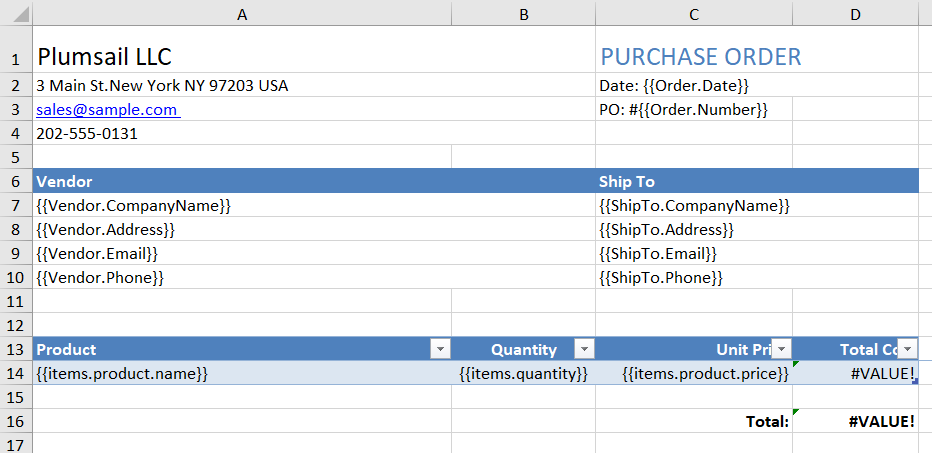 A B C D
1 Plumsail LLC PURCHASE ORDER
2 3 Main St.New York NY 97203 USA Date: {{Order.Date}}
3 sales@sample.com PO: #{{Order.Number}}
4 202-555-0131
5
6 Vendor Ship To
7 {{Vendor.CompanyName}} {{ShipTo.CompanyName}}
8 {{Vendor.Address}} {{ShipTo.Address}}
9 {{Vendor.Email}} {{ShipTo.Email}}
10 {{Vendor.Phone}} {{ShipTo.Phone}}
11
12
13 Product Quantity Unit Pri Total Co
14 {{items.product.name}} {{items.quantity}} {{items.product.price}} #VALUE!
15
16 Total: #VALUE!
17